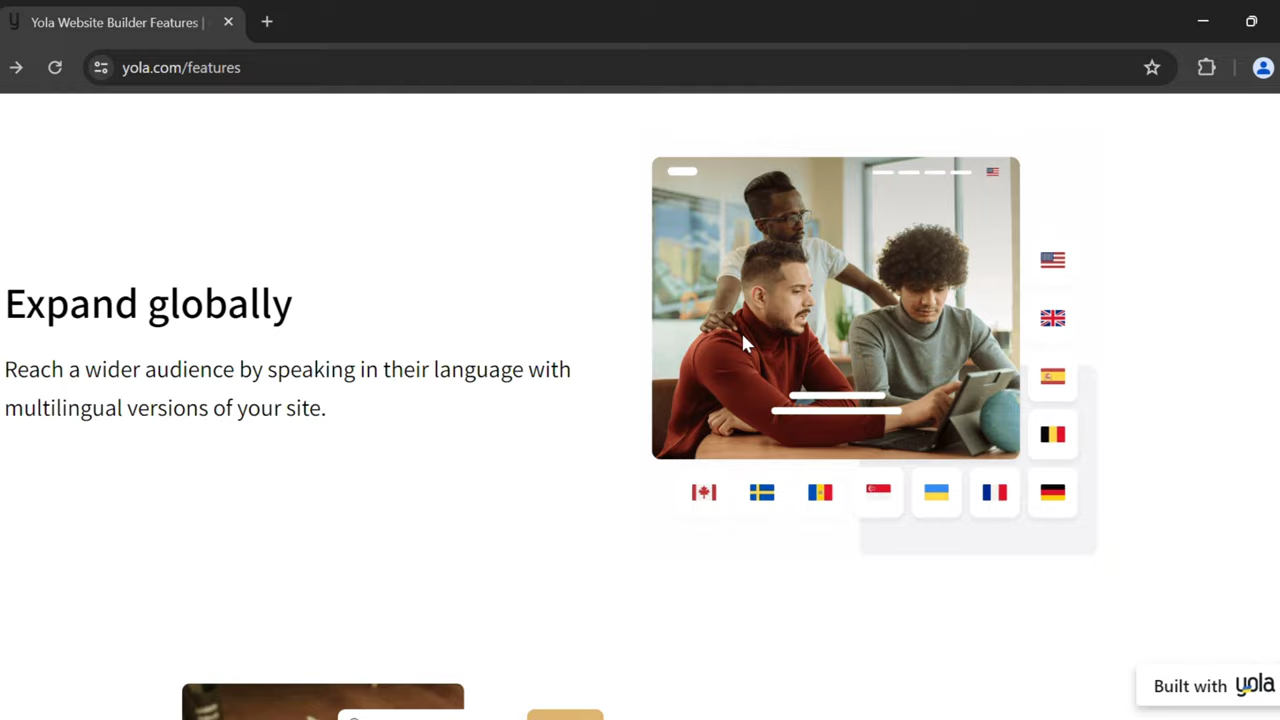 Yola Website Builder Features |
yola.com/features
Expand globally
Reach a wider audience by speaking in their language with
multilingual versions of your site.
Built with yola